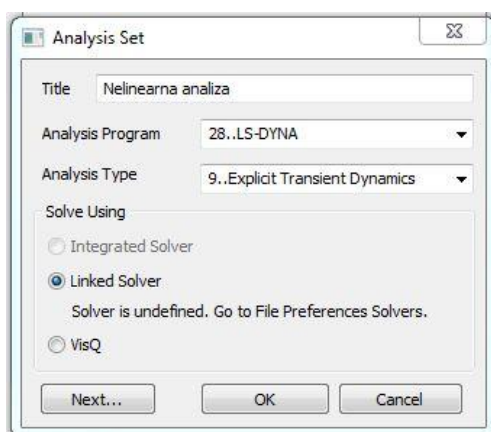 Analysis Set
Title Nelinearna analiza
Analysis Program 28..LS-DYNA
Analysis Type 9..Explicit Transient Dynamics
Solve Using
Integrated Solver
Linked Solver
Solver is undefined. Go to File Preferences Solvers.
VisQ
Next... OK Cancel